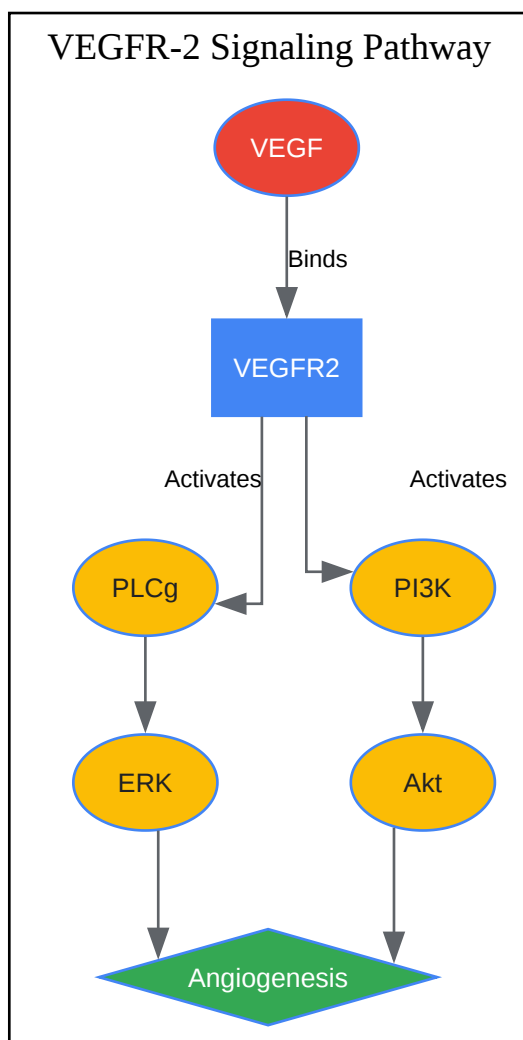 VEGFR-2 Signaling Pathway
VEGF
Binds
VEGFR2
Activates
Activates
PLCg
PI3K
ERK
Akt
Angiogenesis